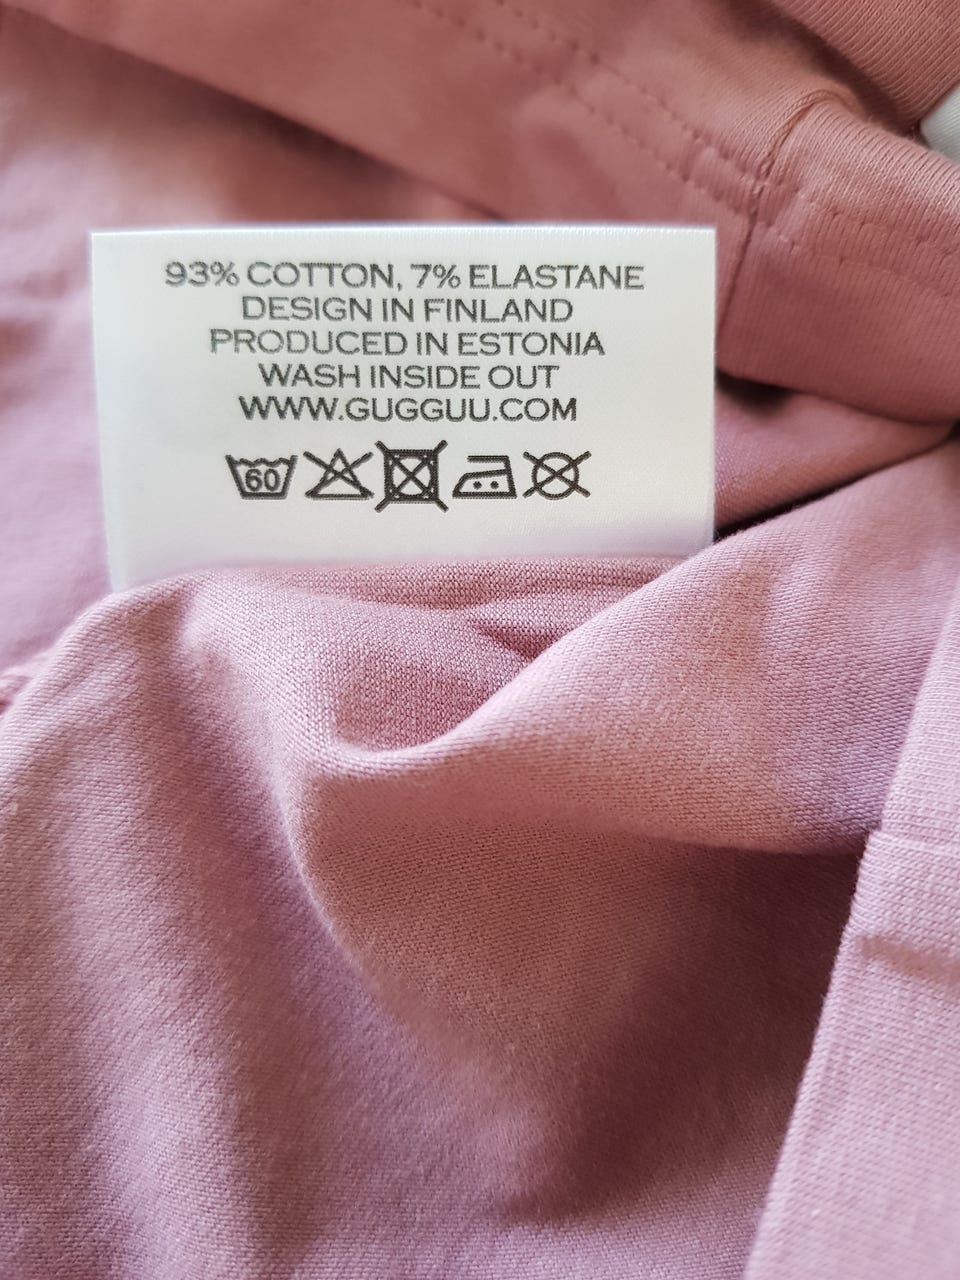 93% COTTON, 7% ELASTANE
DESIGN IN FINLAND
PRODUCED IN ESTONIA
WASH INSIDE OUT
WWW.GUGGUU.COM
60